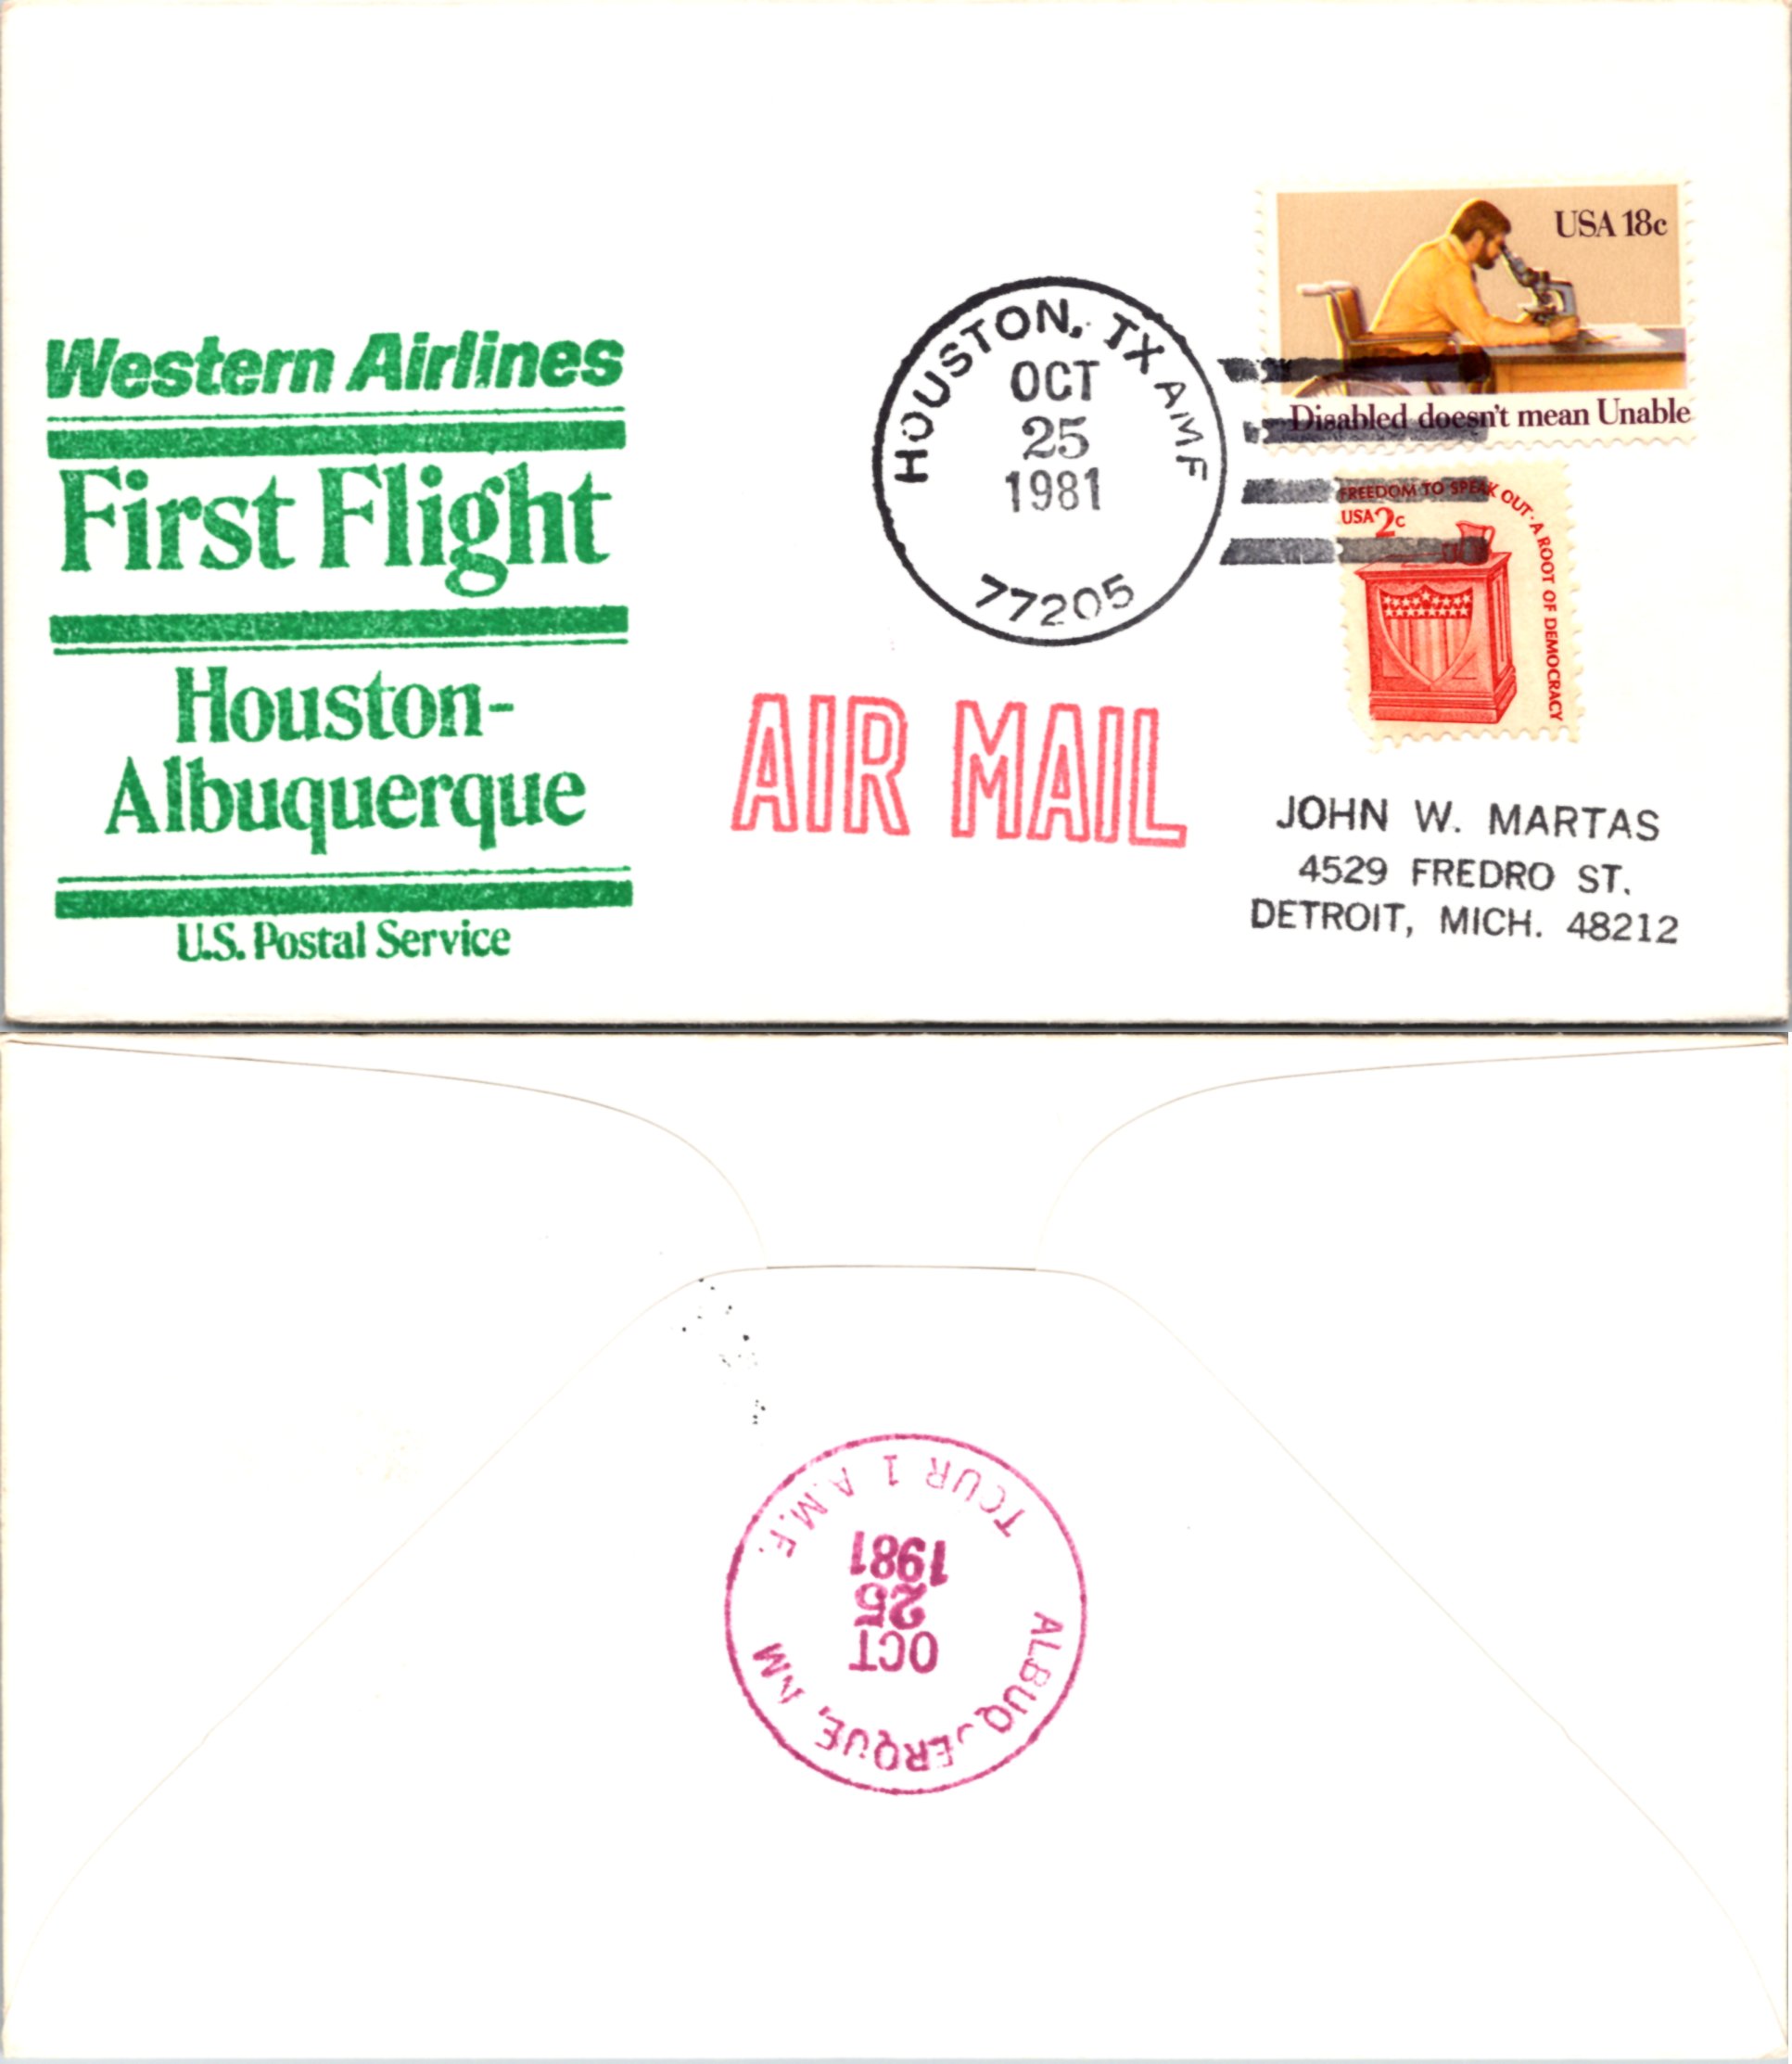 Western Airlines
First Flight
Houston-
Albuquerque
U.S. Postal Service
HOUSTON, TX AMF
OCT
25
1981
77205
USA 18c
Disabled doesn't mean Unable
FREEDOM TO SPEAK OUT · A ROOT OF DEMOCRACY
USA 2c
AIR MAIL
JOHN W. MARTAS
4529 FREDRO ST.
DETROIT, MICH. 48212
ALBUQUERQUE, NM
OCT
25
1981
TCUR 1 A.M.F.